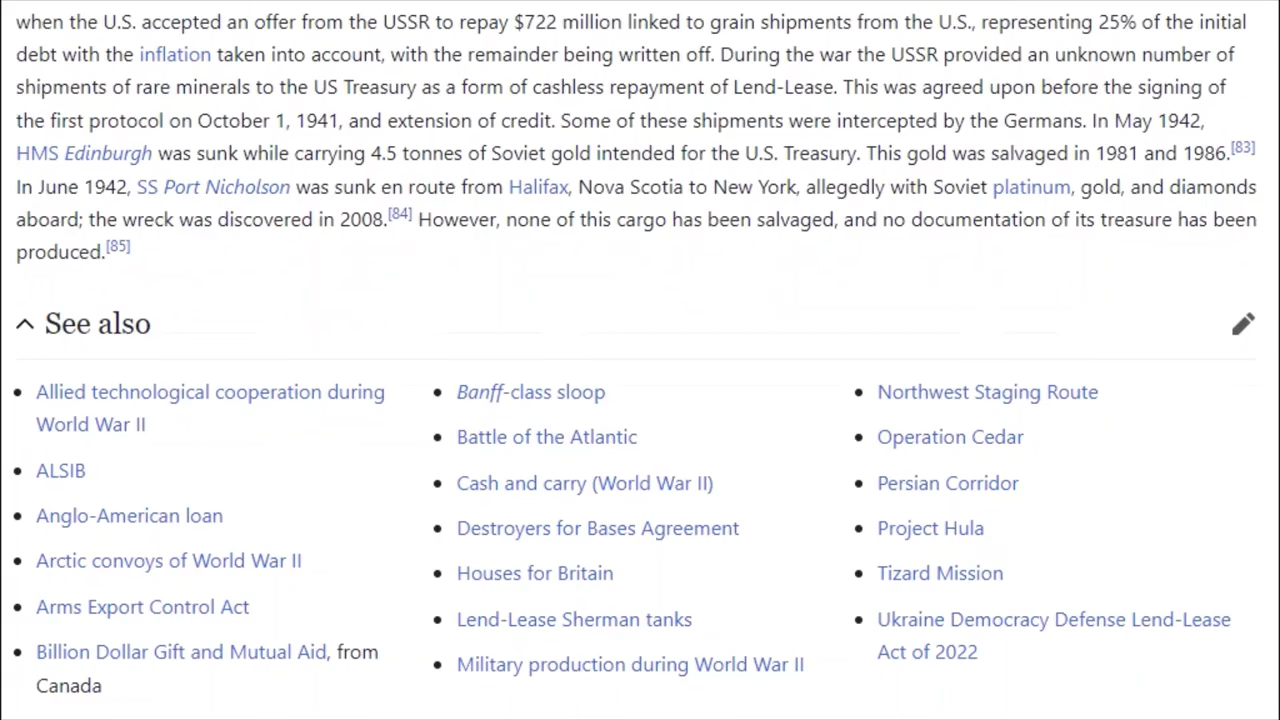 when the U.S. accepted an offer from the USSR to repay $722 million linked to grain shipments from the U.S., representing 25% of the initial
debt with the inflation taken into account, with the remainder being written off. During the war the USSR provided an unknown number of
shipments of rare minerals to the US Treasury as a form of cashless repayment of Lend-Lease. This was agreed upon before the signing of
the first protocol on October 1, 1941, and extension of credit. Some of these shipments were intercepted by the Germans. In May 1942,
HMS Edinburgh was sunk while carrying 4.5 tonnes of Soviet gold intended for the U.S. Treasury. This gold was salvaged in 1981 and 1986.[83]
In June 1942, SS Port Nicholson was sunk en route from Halifax, Nova Scotia to New York, allegedly with Soviet platinum, gold, and diamonds
aboard; the wreck was discovered in 2008.[84] However, none of this cargo has been salvaged, and no documentation of its treasure has been
produced.[85]
See also
Allied technological cooperation during
World War II
ALSIB
Anglo-American loan
Arctic convoys of World War II
Arms Export Control Act
Billion Dollar Gift and Mutual Aid, from
Canada
Banff-class sloop
Battle of the Atlantic
Cash and carry (World War II)
Destroyers for Bases Agreement
Houses for Britain
Lend-Lease Sherman tanks
Military production during World War II
Northwest Staging Route
Operation Cedar
Persian Corridor
Project Hula
Tizard Mission
Ukraine Democracy Defense Lend-Lease
Act of 2022